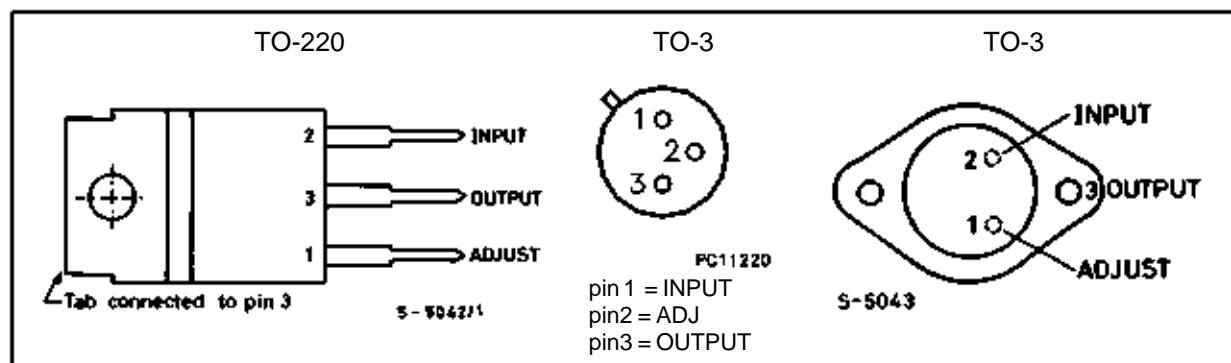 TO-220
TO-3
TO-3
2
INPUT
3
OUTPUT
1
ADJUST
Tab connected to pin 3
S-5042/1
1
2
3
PC11220
pin 1 = INPUT
pin2 = ADJ
pin3 = OUTPUT
INPUT
2
3 OUTPUT
1
ADJUST
S-5043